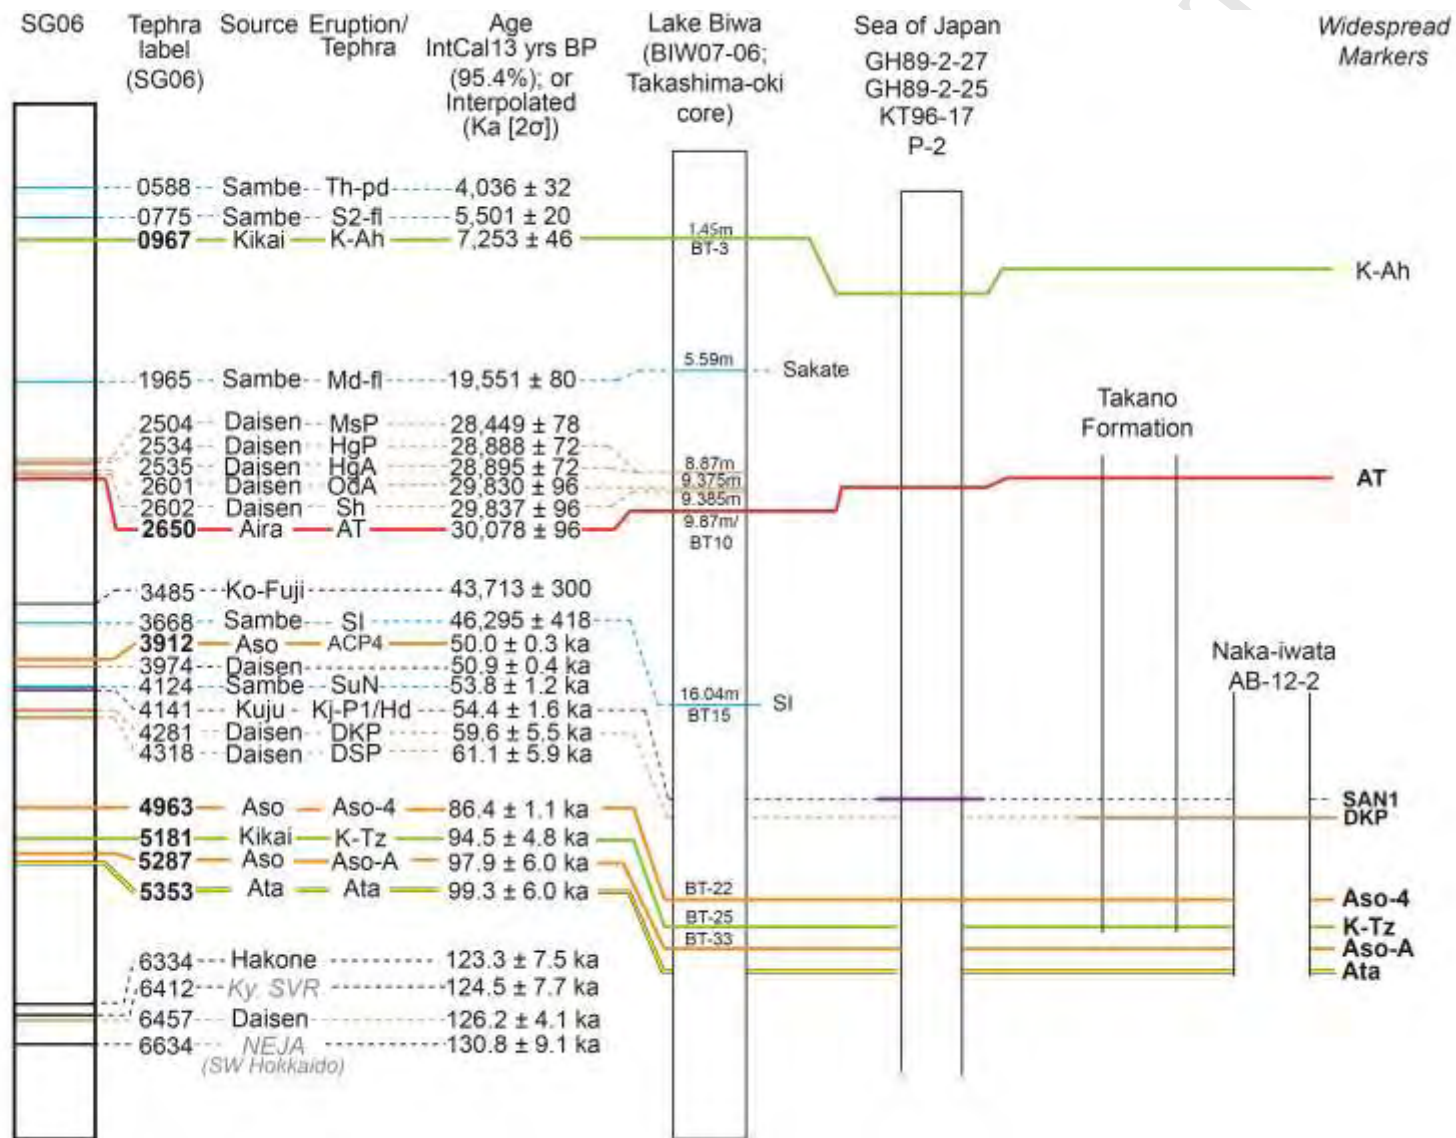 SG06
Tephra label (SG06)
Source
Eruption/ Tephra
Age IntCal13 yrs BP (95.4%); or Interpolated (Ka [2σ])
Lake Biwa (BIW07-06; Takashima-oki core)
Sea of Japan
GH89-2-27
GH89-2-25
KT96-17
P-2
Widespread Markers
0588 Sambe Th-pd 4,036 ± 32
0775 Sambe S2-fl 5,501 ± 20
0967 Kikai K-Ah 7,253 ± 46
1.45m
BT-3
K-Ah
1965 Sambe Md-fl 19,551 ± 80
5.59m
Sakate
Takano Formation
2504 Daisen MsP 28,449 ± 78
2534 Daisen HgP 28,888 ± 72
2535 Daisen HgA 28,895 ± 72
2601 Daisen OdA 29,830 ± 96
2602 Daisen Sh 29,837 ± 96
2650 Aira AT 30,078 ± 96
8.87m
9.375m
9.385m
9.87m/
BT10
AT
3485 Ko-Fuji 43,713 ± 300
3668 Sambe SI 46,295 ± 418
3912 Aso ACP4 50.0 ± 0.3 ka
3974 Daisen 50.9 ± 0.4 ka
4124 Sambe SuN 53.8 ± 1.2 ka
4141 Kuju Kj-P1/Hd 54.4 ± 1.6 ka
4281 Daisen DKP 59.6 ± 5.5 ka
4318 Daisen DSP 61.1 ± 5.9 ka
16.04m
BT15
SI
Naka-iwata
AB-12-2
SAN1
DKP
4963 Aso Aso-4 86.4 ± 1.1 ka
5181 Kikai K-Tz 94.5 ± 4.8 ka
5287 Aso Aso-A 97.9 ± 6.0 ka
5353 Ata Ata 99.3 ± 6.0 ka
BT-22
BT-25
BT-33
Aso-4
K-Tz
Aso-A
Ata
6334 Hakone 123.3 ± 7.5 ka
6412 Ky. SVR 124.5 ± 7.7 ka
6457 Daisen 126.2 ± 4.1 ka
6634 NEJA 130.8 ± 9.1 ka
(SW Hokkaido)